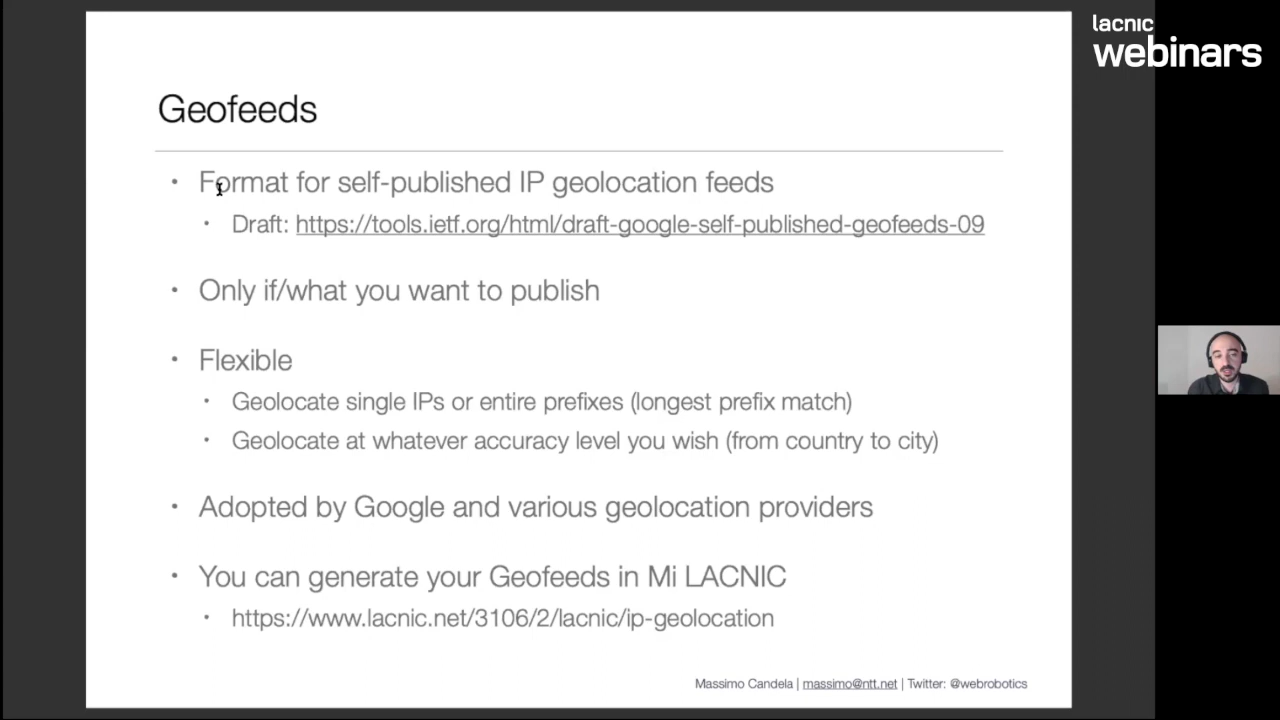 lacnic
webinars
Geofeeds
• Format for self-published IP geolocation feeds
• Draft: https://tools.ietf.org/html/draft-google-self-published-geofeeds-09
• Only if/what you want to publish
• Flexible
• Geolocate single IPs or entire prefixes (longest prefix match)
• Geolocate at whatever accuracy level you wish (from country to city)
• Adopted by Google and various geolocation providers
• You can generate your Geofeeds in Mi LACNIC
• https://www.lacnic.net/3106/2/lacnic/ip-geolocation
Massimo Candela | massimo@ntt.net | Twitter: @webrobotics